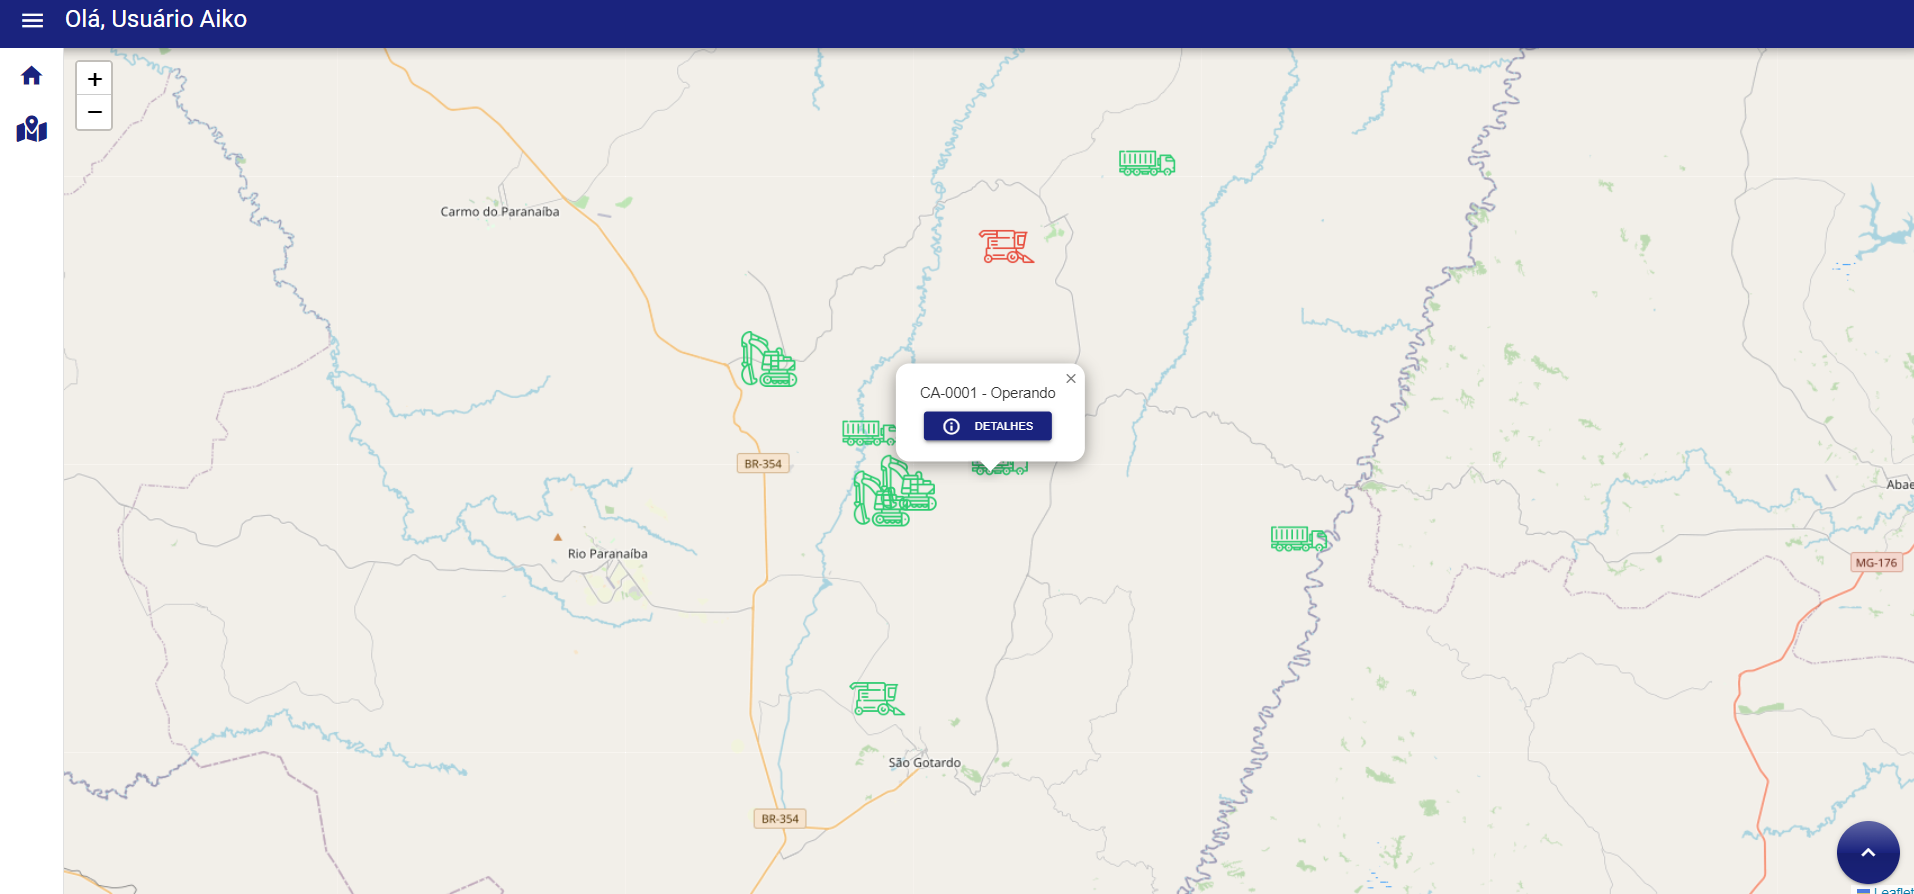 Olá, Usuário Aiko
+
−
Carmo do Paranaíba
CA-0001 - Operando
DETALHES
BR-354
Abae
Rio Paranaíba
MG-176
São Gotardo
BR-354
Leaflet